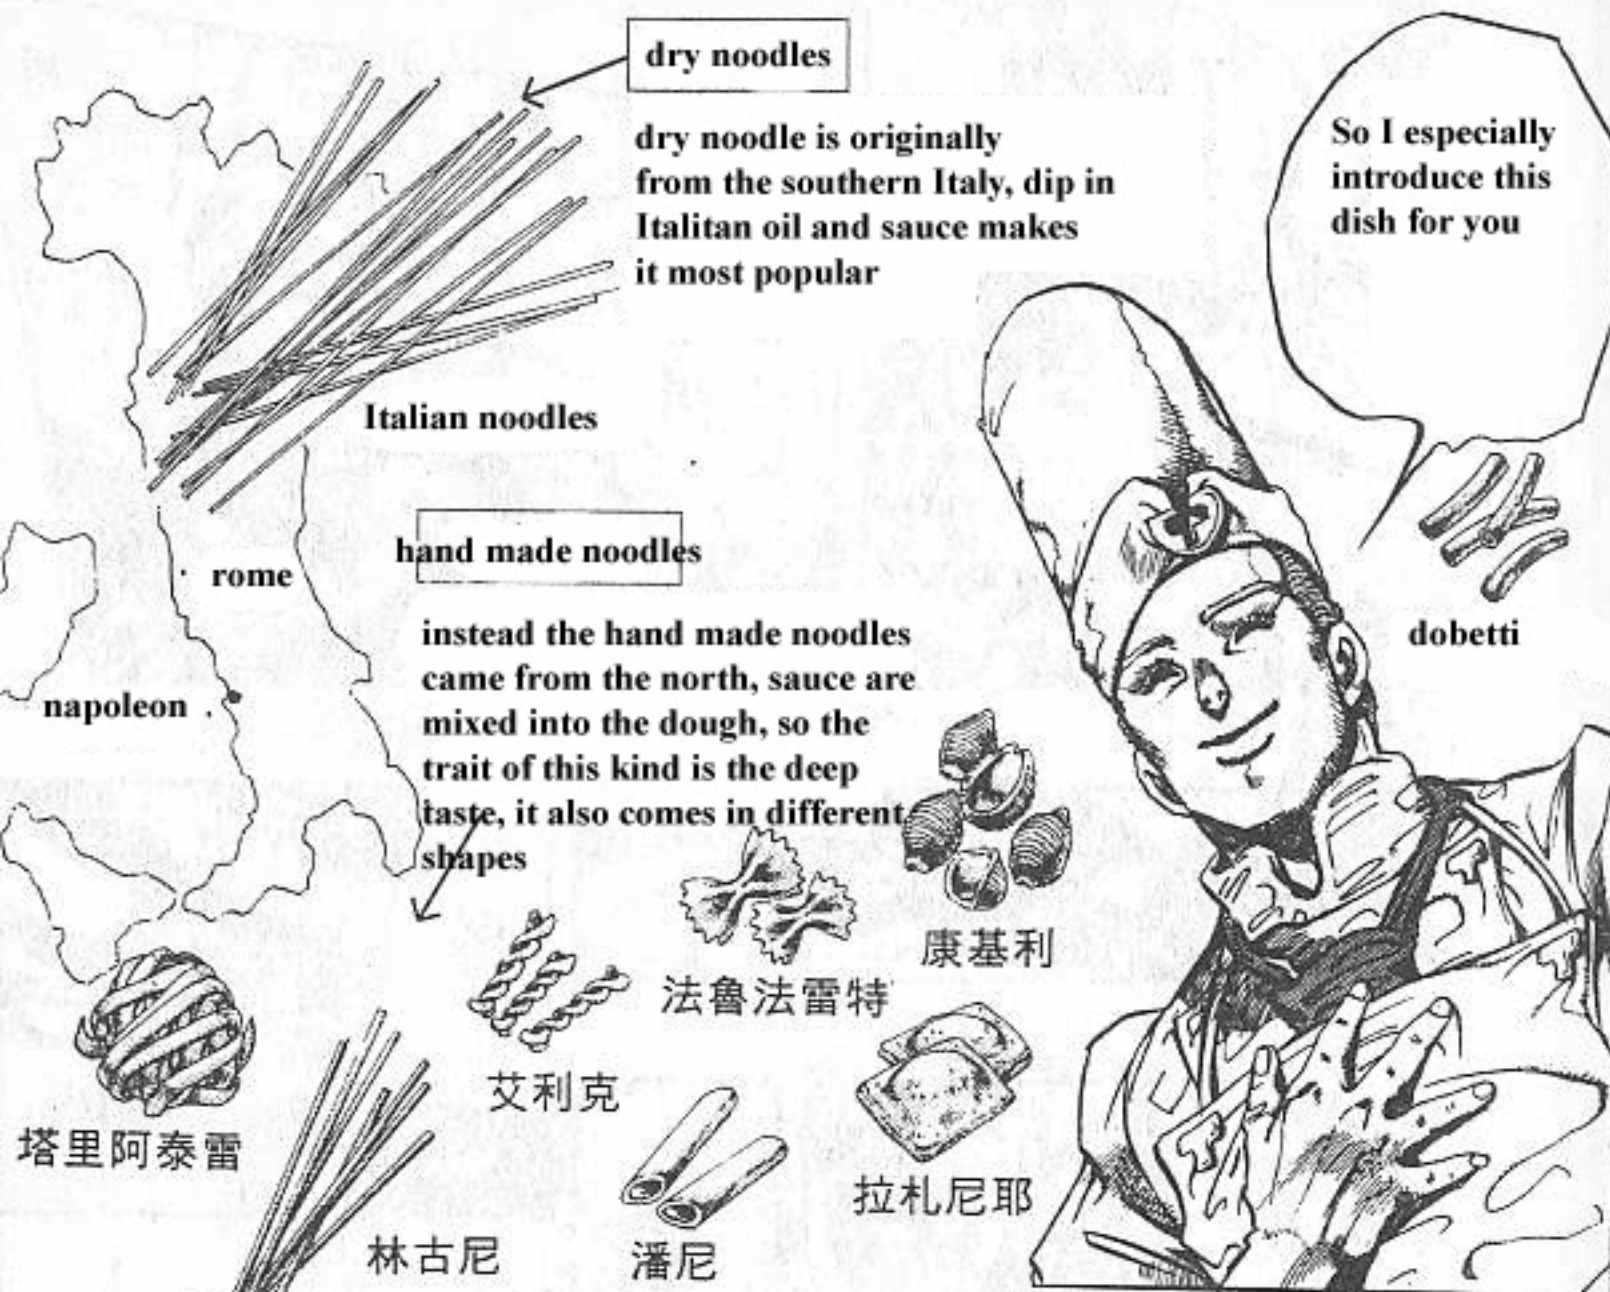 dry noodles
dry noodle is originally
from the southern Italy, dip in
Italitan oil and sauce makes
it most popular
So I especially
introduce this
dish for you
Italian noodles
hand made noodles
rome
instead the hand made noodles
came from the north, sauce are
mixed into the dough, so the
trait of this kind is the deep
taste, it also comes in different
shapes
napoleon
dobetti
康基利
法魯法雷特
艾利克
塔里阿泰雷
拉札尼耶
林古尼
潘尼